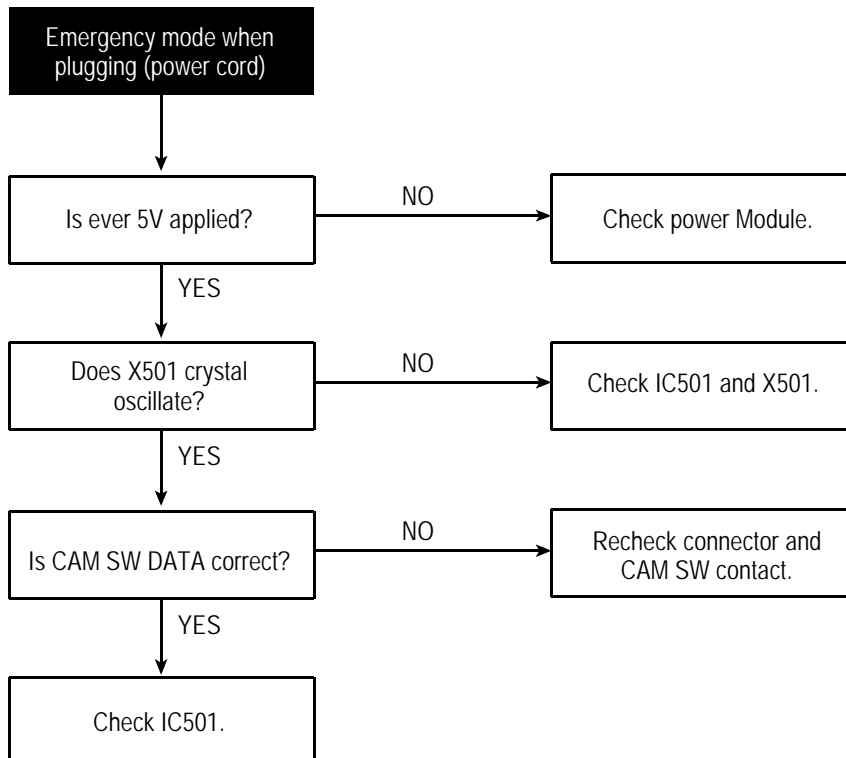 Emergency mode when
plugging (power cord)
Is ever 5V applied?
NO
Check power Module.
YES
Does X501 crystal
oscillate?
NO
Check IC501 and X501.
YES
Is CAM SW DATA correct?
NO
Recheck connector and
CAM SW contact.
YES
Check IC501.